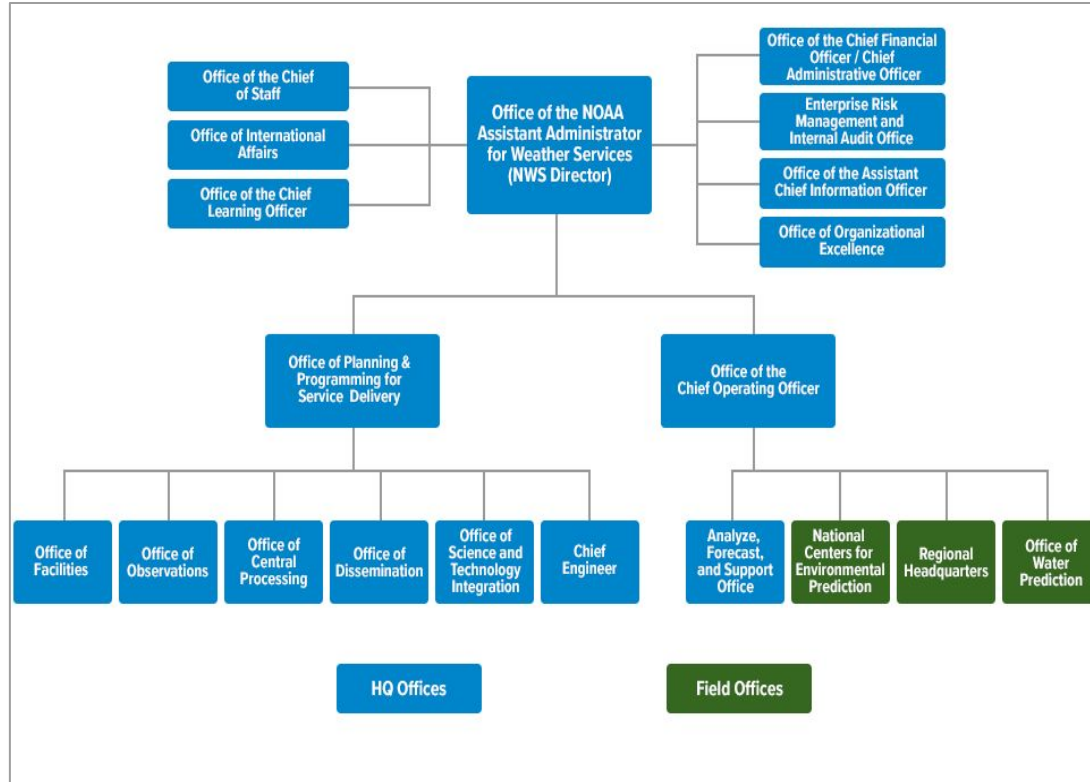 Office of the Chief
of Staff
Office of International
Affairs
Office of the Chief
Learning Officer
Office of the NOAA
Assistant Administrator
for Weather Services
(NWS Director)
Office of the Chief Financial
Officer / Chief
Administrative Officer
Enterprise Risk
Management and
Internal Audit Office
Office of the Assistant
Chief Information Officer
Office of Organizational
Excellence
Office of Planning &
Programming for
Service Delivery
Office of the
Chief Operating Officer
Office of
Facilities
Office of
Observations
Office of
Central
Processing
Office of
Dissemination
Office of
Science and
Technology
Integration
Chief
Engineer
Analyze,
Forecast,
and Support
Office
National
Centers for
Environmental
Prediction
Regional
Headquarters
Office of
Water
Prediction
HQ Offices
Field Offices